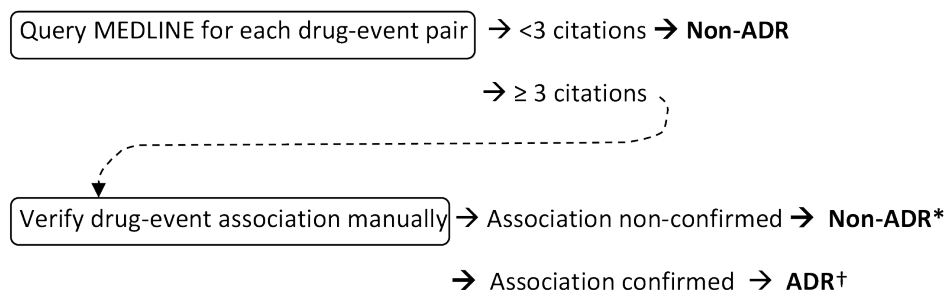 Query MEDLINE for each drug-event pair → <3 citations → Non-ADR
→ ≥ 3 citations
Verify drug-event association manually → Association non-confirmed → Non-ADR*
→ Association confirmed → ADR†